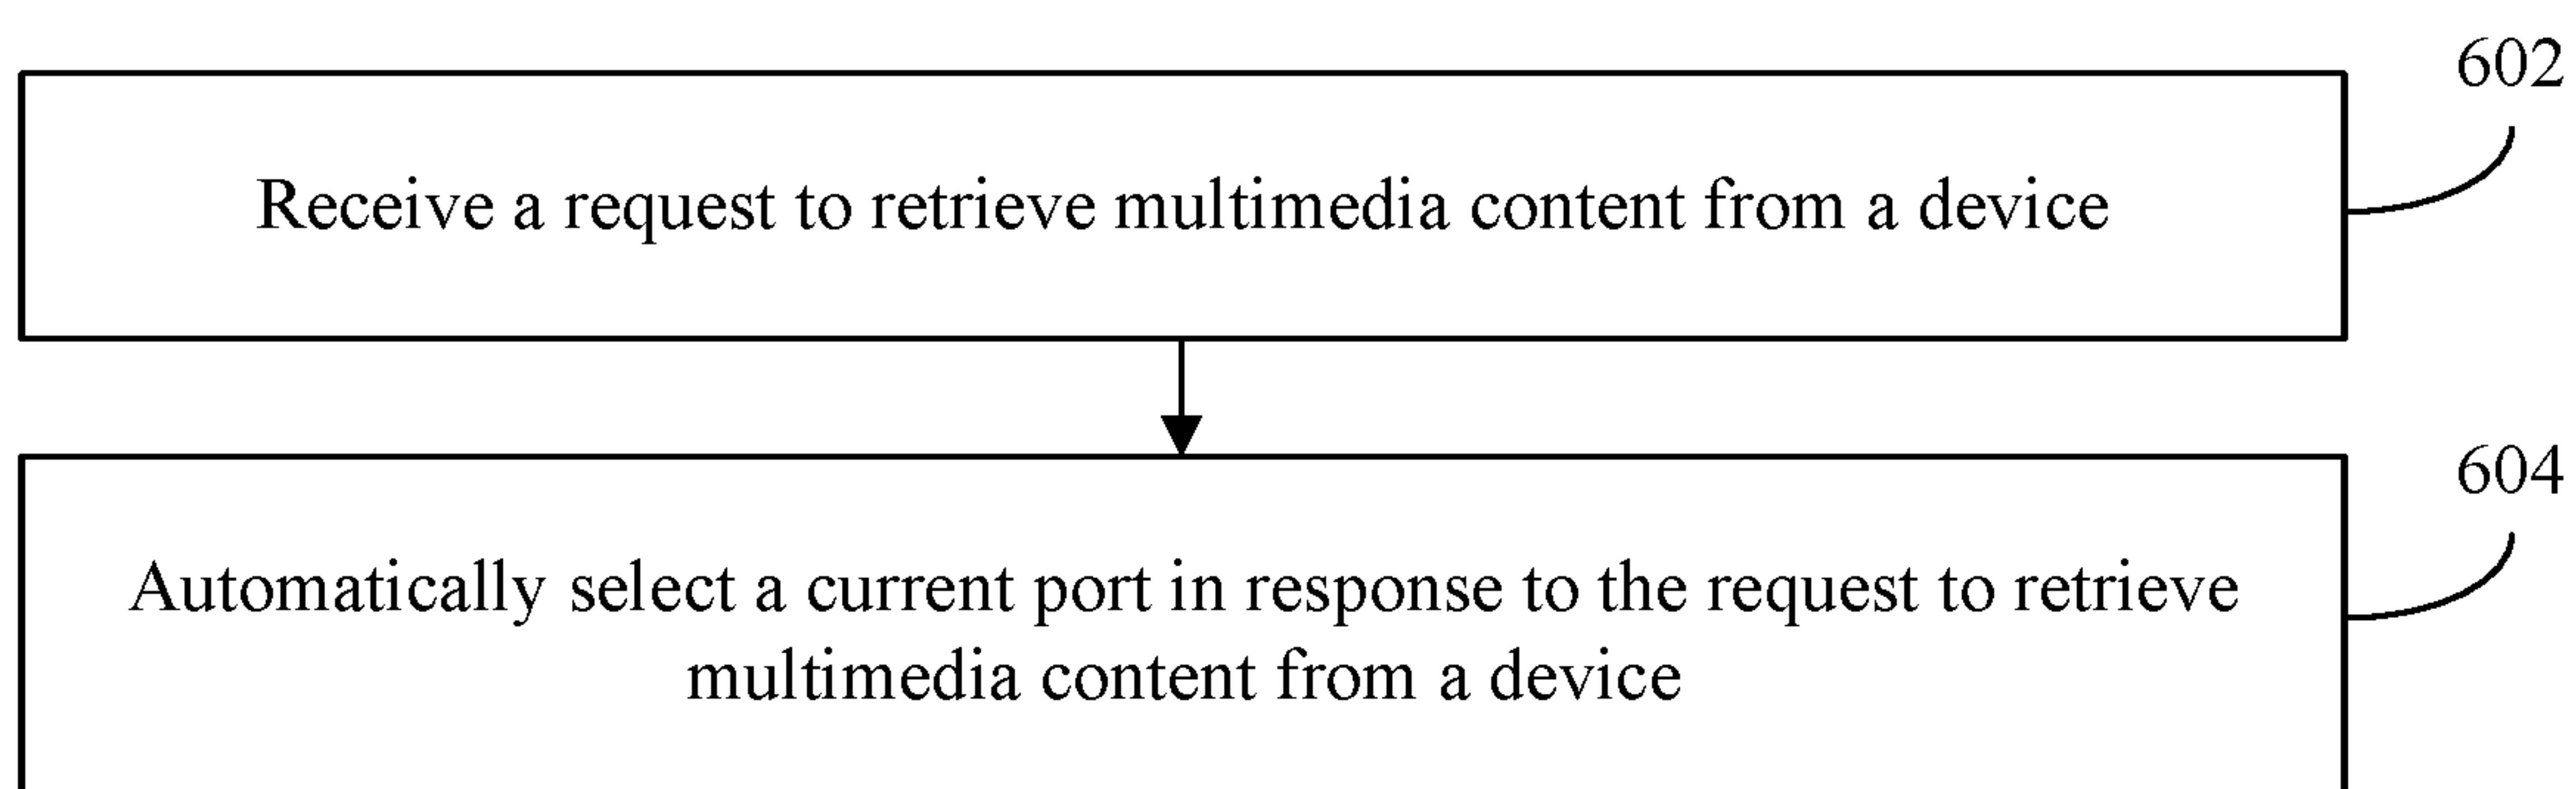 602
Receive a request to retrieve multimedia content from a device
604
Automatically select a current port in response to the request to retrieve
multimedia content from a device